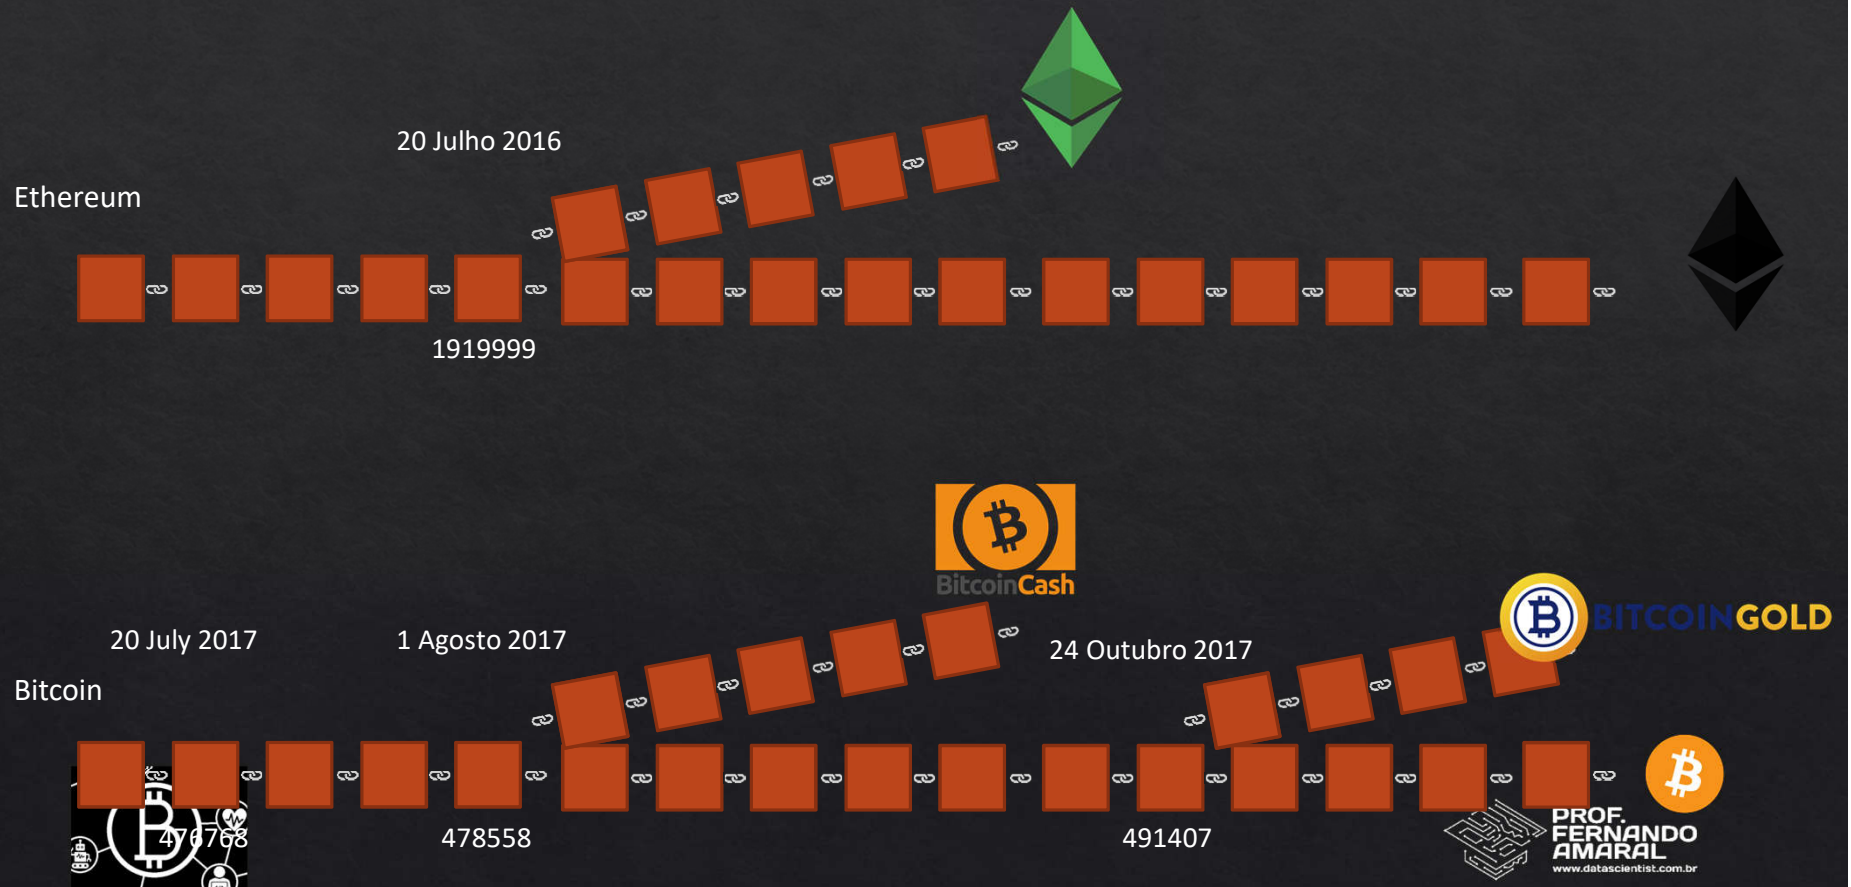 20 Julho 2016
Ethereum
1919999
BitcoinCash
BITCOINGOLD
20 July 2017
1 Agosto 2017
24 Outubro 2017
Bitcoin
476768
478558
491407
PROF.
FERNANDO
AMARAL
www.datascientist.com.br